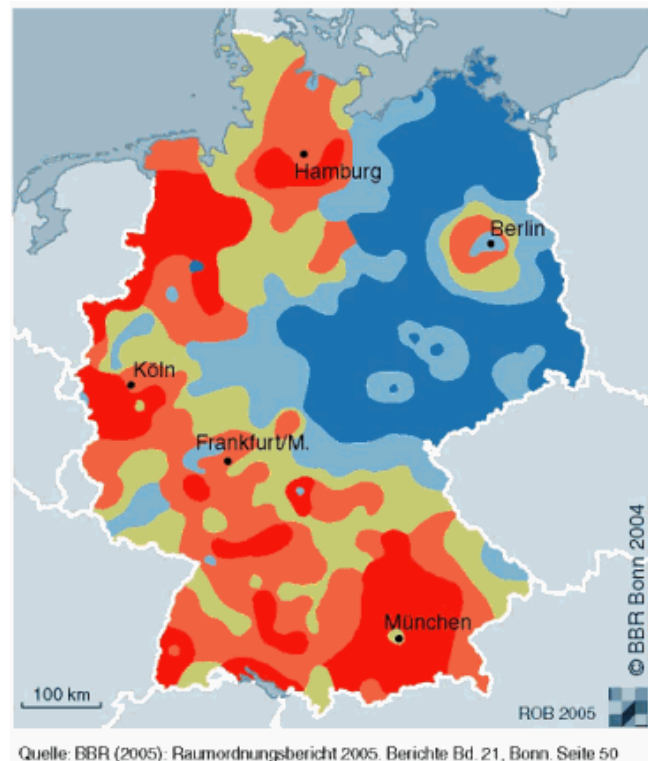 Hamburg
Berlin
Köln
Frankfurt/M.
München
© BBR Bonn 2004
100 km
ROB 2005
Quelle: BBR (2005): Raumordnungsbericht 2005. Berichte Bd. 21, Bonn. Seite 50